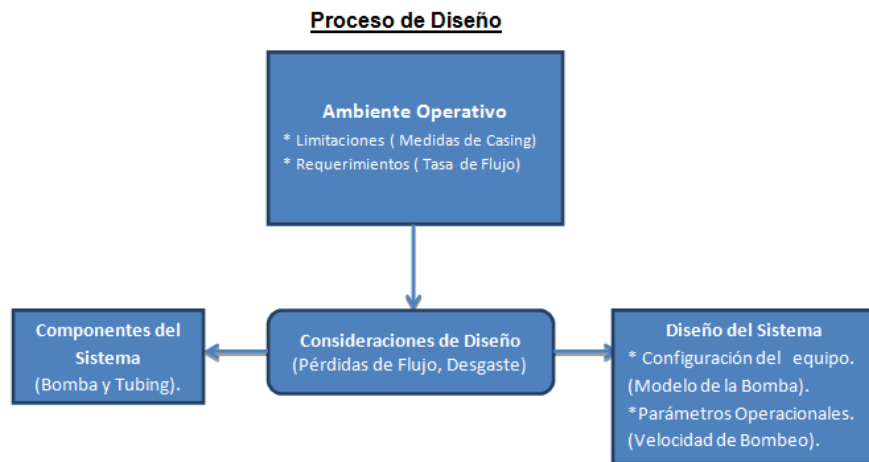 Proceso de Diseño
Ambiente Operativo
* Limitaciones ( Medidas de Casing)
* Requerimientos ( Tasa de Flujo)
Componentes del
Sistema
(Bomba y Tubing).
Consideraciones de Diseño
(Pérdidas de Flujo, Desgaste)
Diseño del Sistema
* Configuración del equipo.
(Modelo de la Bomba).
*Parámetros Operacionales.
(Velocidad de Bombeo).